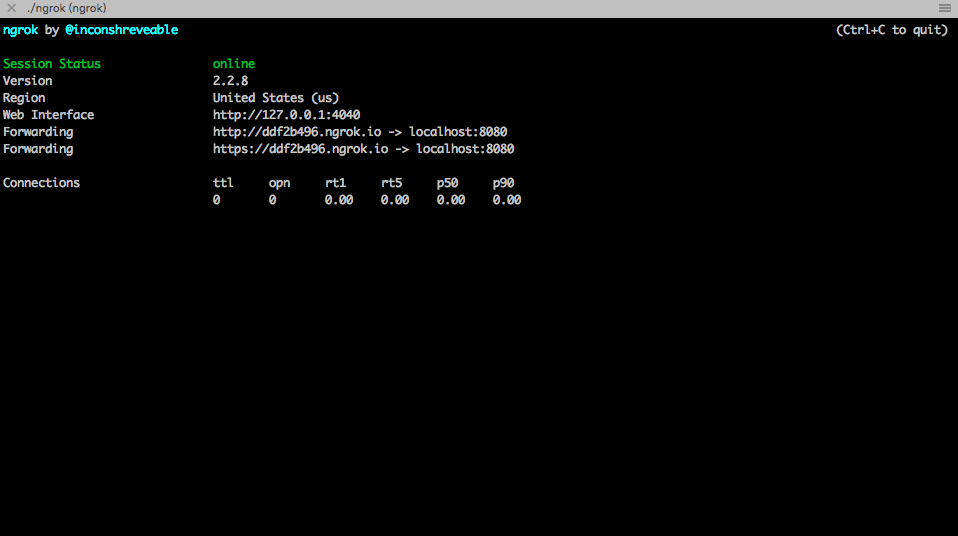 ./ngrok (ngrok)
ngrok by @inconshreveable (Ctrl+C to quit)
Session Status online
Version 2.2.8
Region United States (us)
Web Interface http://127.0.0.1:4040
Forwarding http://ddf2b496.ngrok.io -> localhost:8080
Forwarding https://ddf2b496.ngrok.io -> localhost:8080
Connections ttl opn rt1 rt5 p50 p90
0 0 0.00 0.00 0.00 0.00